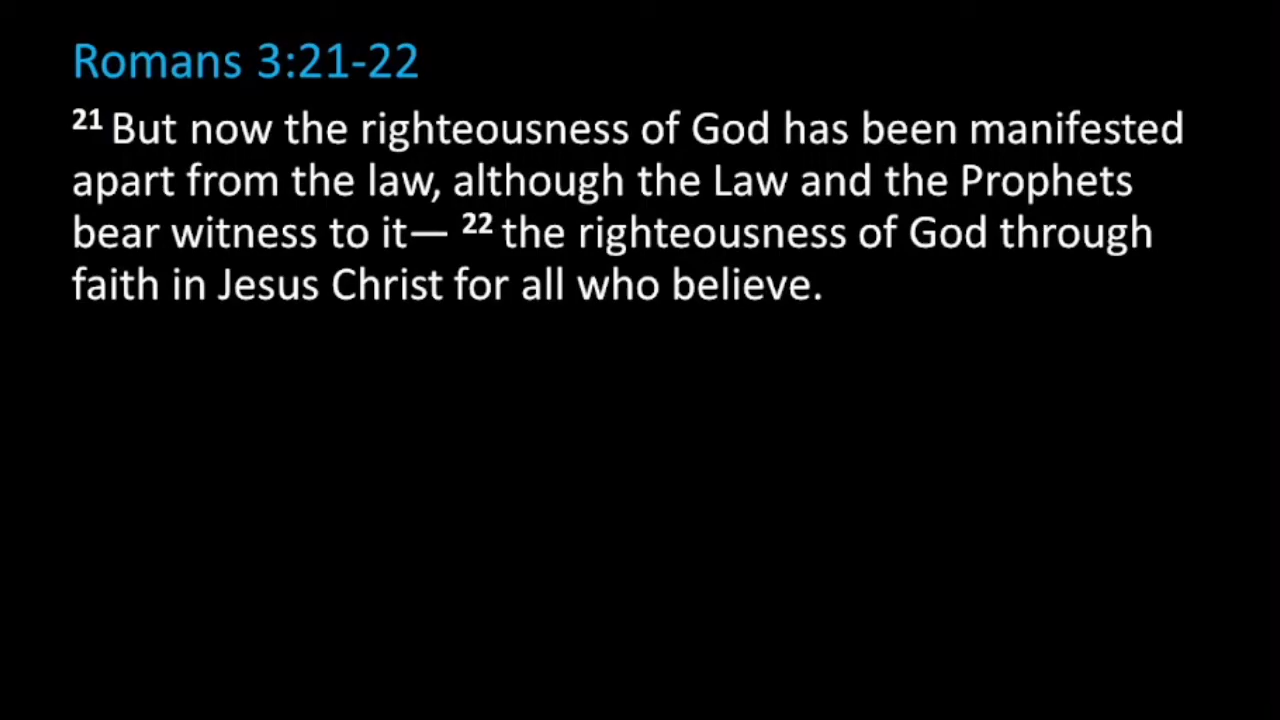 Romans 3:21-22
21 But now the righteousness of God has been manifested
apart from the law, although the Law and the Prophets
bear witness to it— 22 the righteousness of God through
faith in Jesus Christ for all who believe.